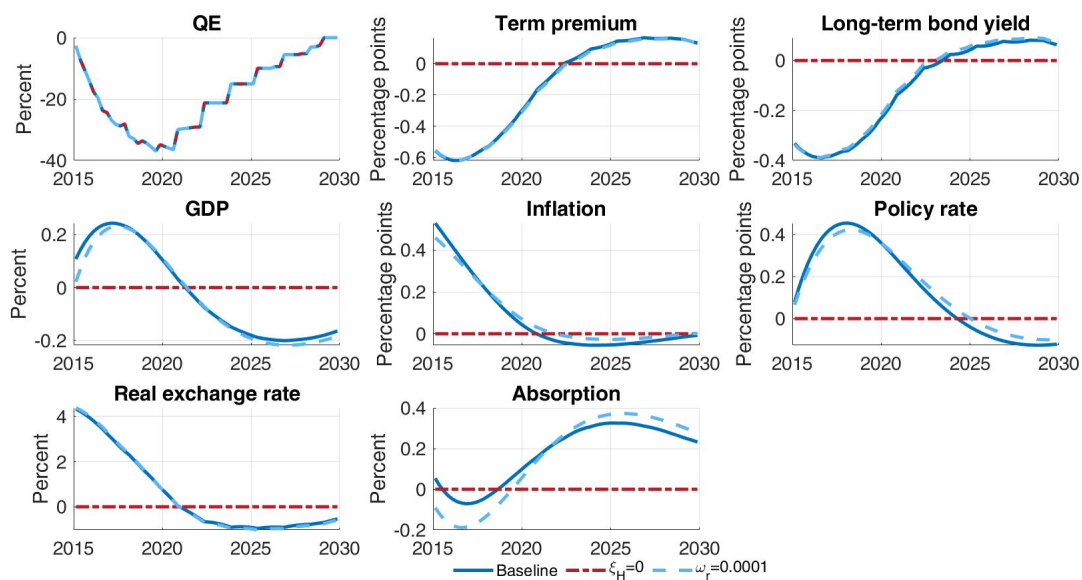 QE
Term premium
Long-term bond yield
Percent
0
-20
-40
2015 2020 2025 2030
Percentage points
0
-0.2
-0.4
-0.6
2015 2020 2025 2030
Percentage points
0
-0.2
-0.4
2015 2020 2025 2030
GDP
Inflation
Policy rate
Percent
0.2
0
-0.2
2015 2020 2025 2030
Percentage points
0.4
0.2
0
2015 2020 2025 2030
Percentage points
0.4
0.2
0
2015 2020 2025 2030
Real exchange rate
Absorption
Percent
4
2
0
2015 2020 2025 2030
Percent
0.4
0.2
0
-0.2
2015 2020 2025 2030
Baseline ξH=0 ωr=0.0001